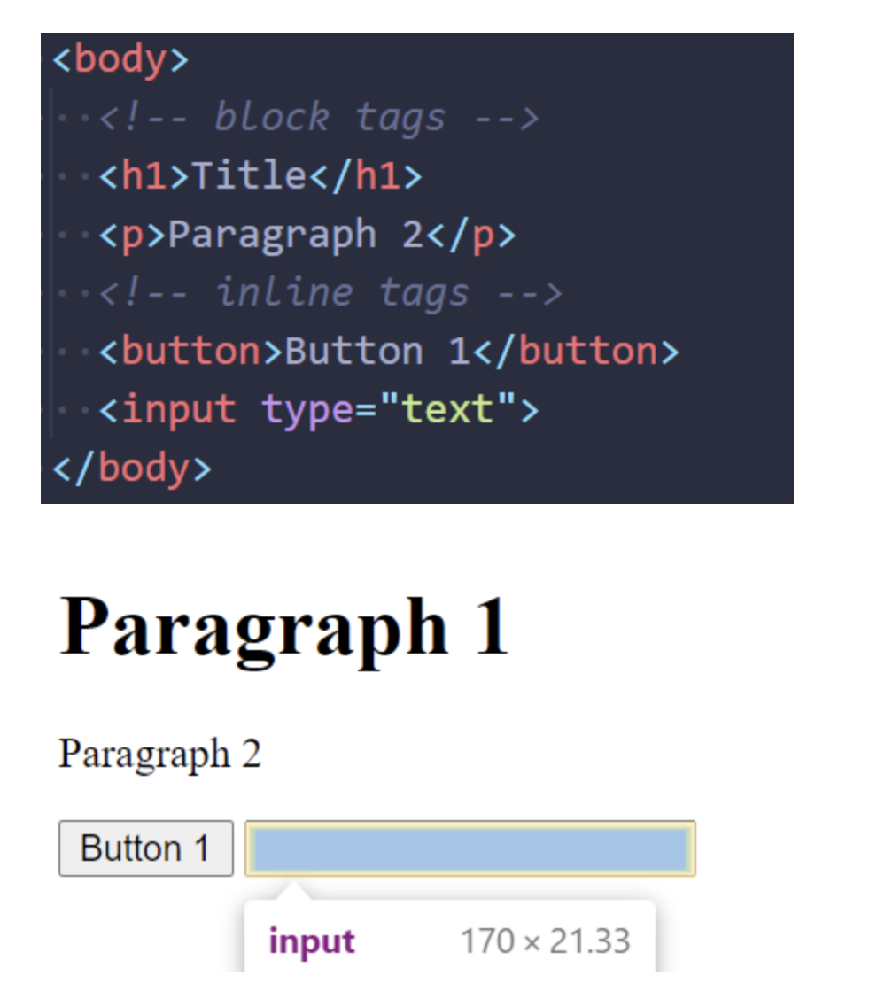 <body>
<!-- block tags -->
<h1>Title</h1>
<p>Paragraph 2</p>
<!-- inline tags -->
<button>Button 1</button>
<input type="text">
</body>
Paragraph 1
Paragraph 2
Button 1
input 170 × 21.33